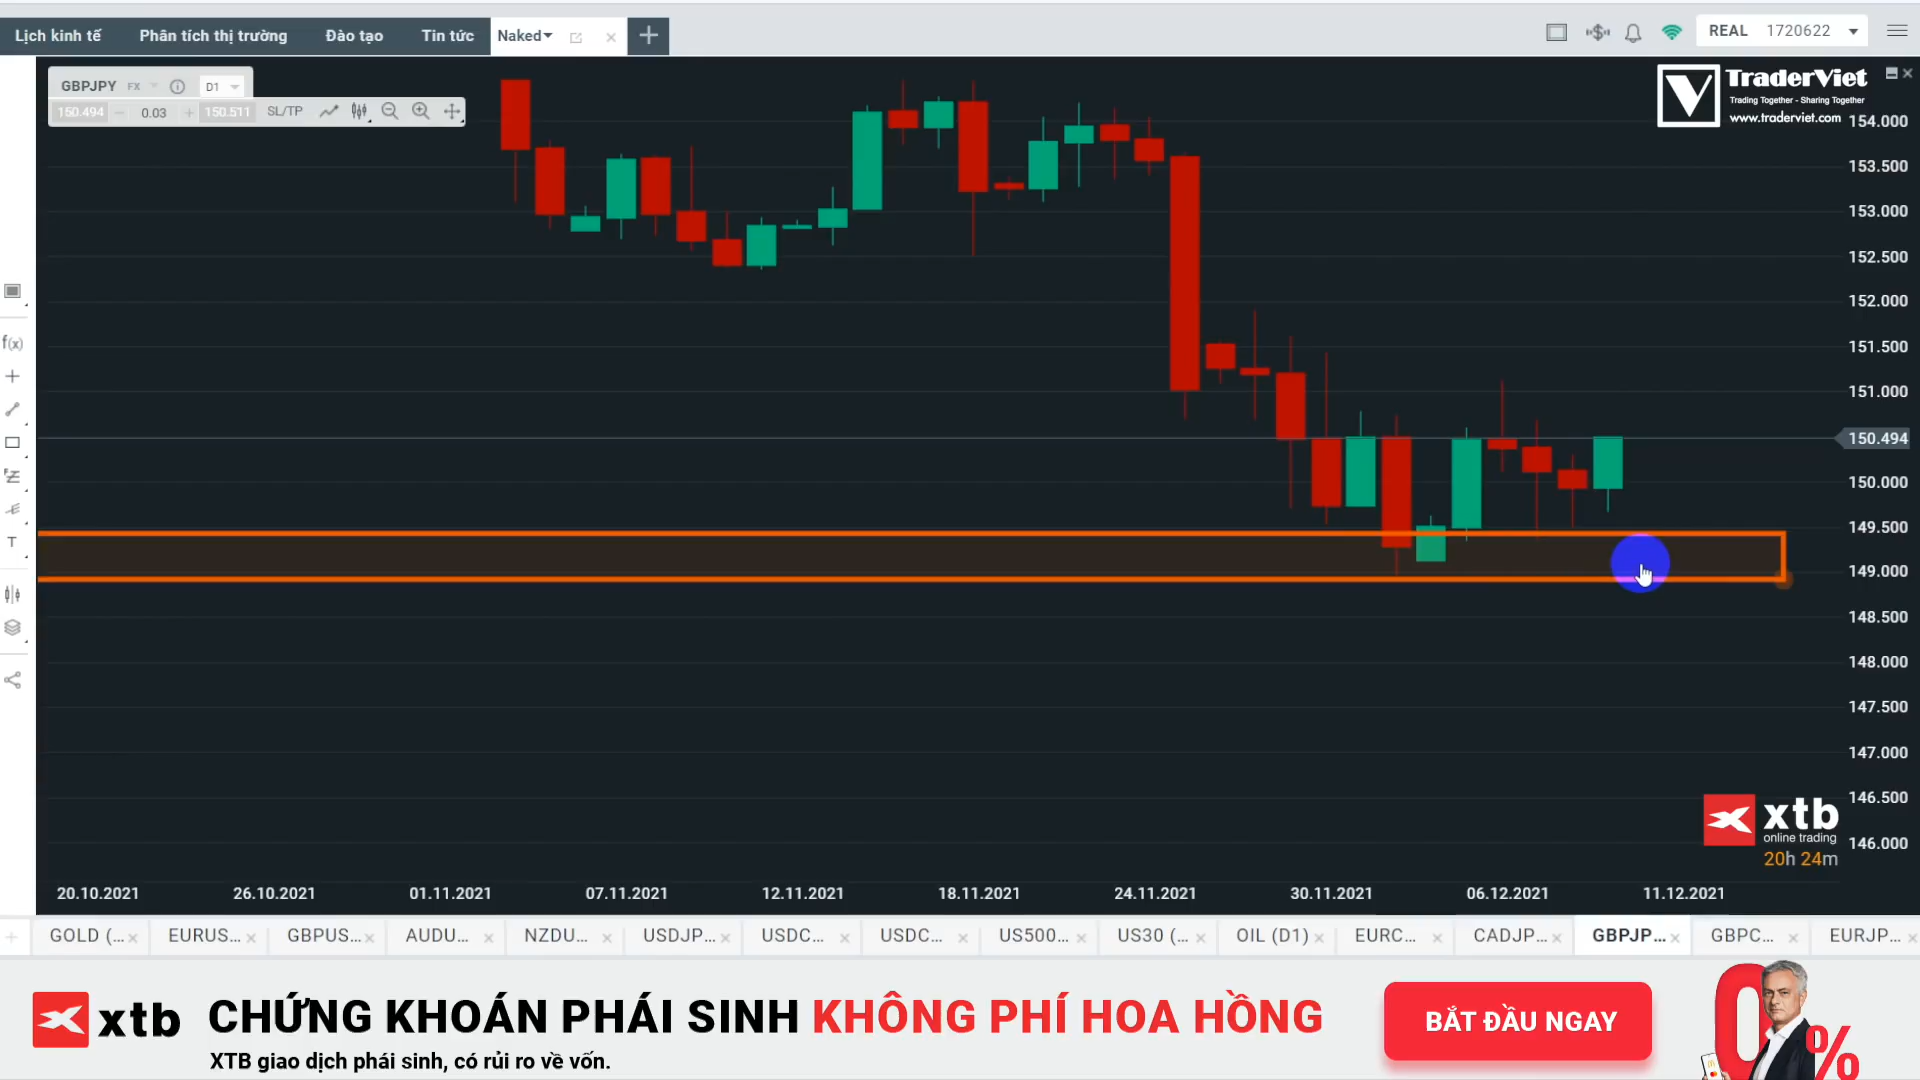 Lịch kinh tế Phân tích thị trường Đào tạo Tin tức Naked
REAL 1720622
GBPJPY FX D1
150.494 0.03 150.511 SL/TP
TraderViet
Trading Together - Sharing Together
www.traderviet.com
154.000
153.500
153.000
152.500
152.000
151.500
151.000
150.494
150.000
149.500
149.000
148.500
148.000
147.500
147.000
146.500
146.000
f(x)
T
xtb
online trading
20h 24m
20.10.2021 26.10.2021 01.11.2021 07.11.2021 12.11.2021 18.11.2021 24.11.2021 30.11.2021 06.12.2021 11.12.2021
GOLD (... EURUS... GBPUS... AUDU... NZDU... USDJP... USDC... USDC... US500... US30 (... OIL (D1) EURC... CADJP... GBPJP... GBPC... EURJP...
xtb CHỨNG KHOÁN PHÁI SINH KHÔNG PHÍ HOA HỒNG
XTB giao dịch phái sinh, có rủi ro về vốn.
BẮT ĐẦU NGAY
0%